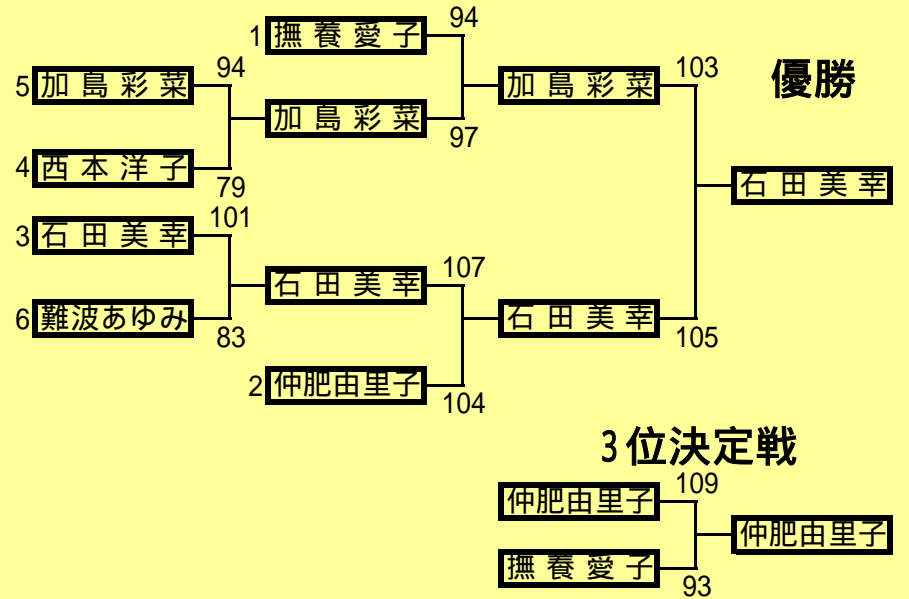 1 撫養愛子 94
5 加島彩菜 94
加島彩菜 103
優勝
加島彩菜 97
4 西本洋子 79
石田美幸
3 石田美幸 101
石田美幸 107
石田美幸 105
6 難波あゆみ 83
2 仲肥由里子 104
3位決定戦
仲肥由里子 109
仲肥由里子
撫養愛子 93